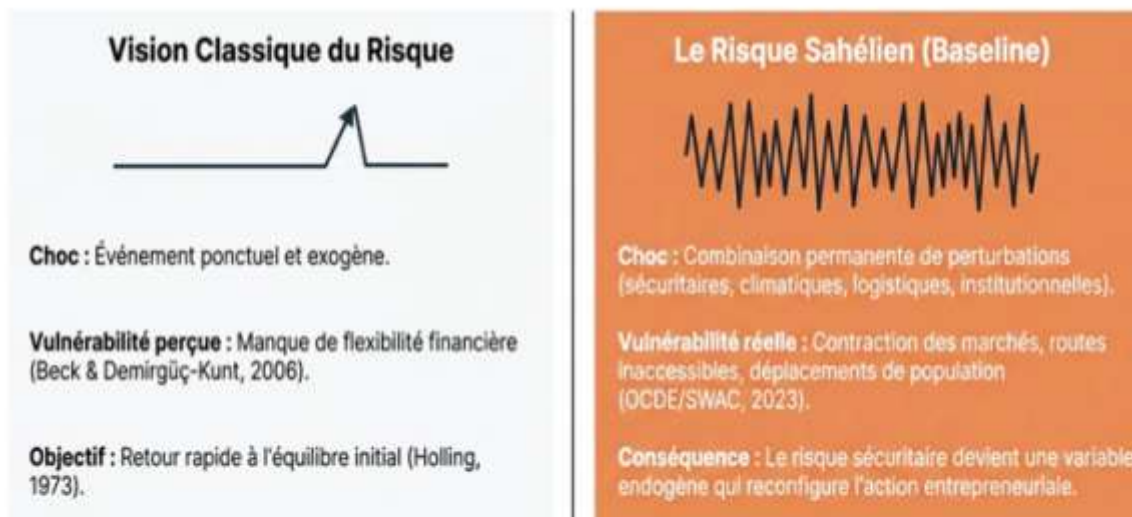 Vision Classique du Risque
Choc : Événement ponctuel et exogène.
Vulnérabilité perçue : Manque de flexibilité financière
(Beck & Demirgüç-Kunt, 2006).
Objectif : Retour rapide à l'équilibre initial (Holling,
1973).
Le Risque Sahélien (Baseline)
Choc : Combinaison permanente de perturbations
(sécuritaires, climatiques, logistiques, institutionnelles).
Vulnérabilité réelle : Contraction des marchés, routes
inaccessibles, déplacements de population
(OCDE/SWAC, 2023).
Conséquence : Le risque sécuritaire devient une variable
endogène qui reconfigure l'action entrepreneuriale.